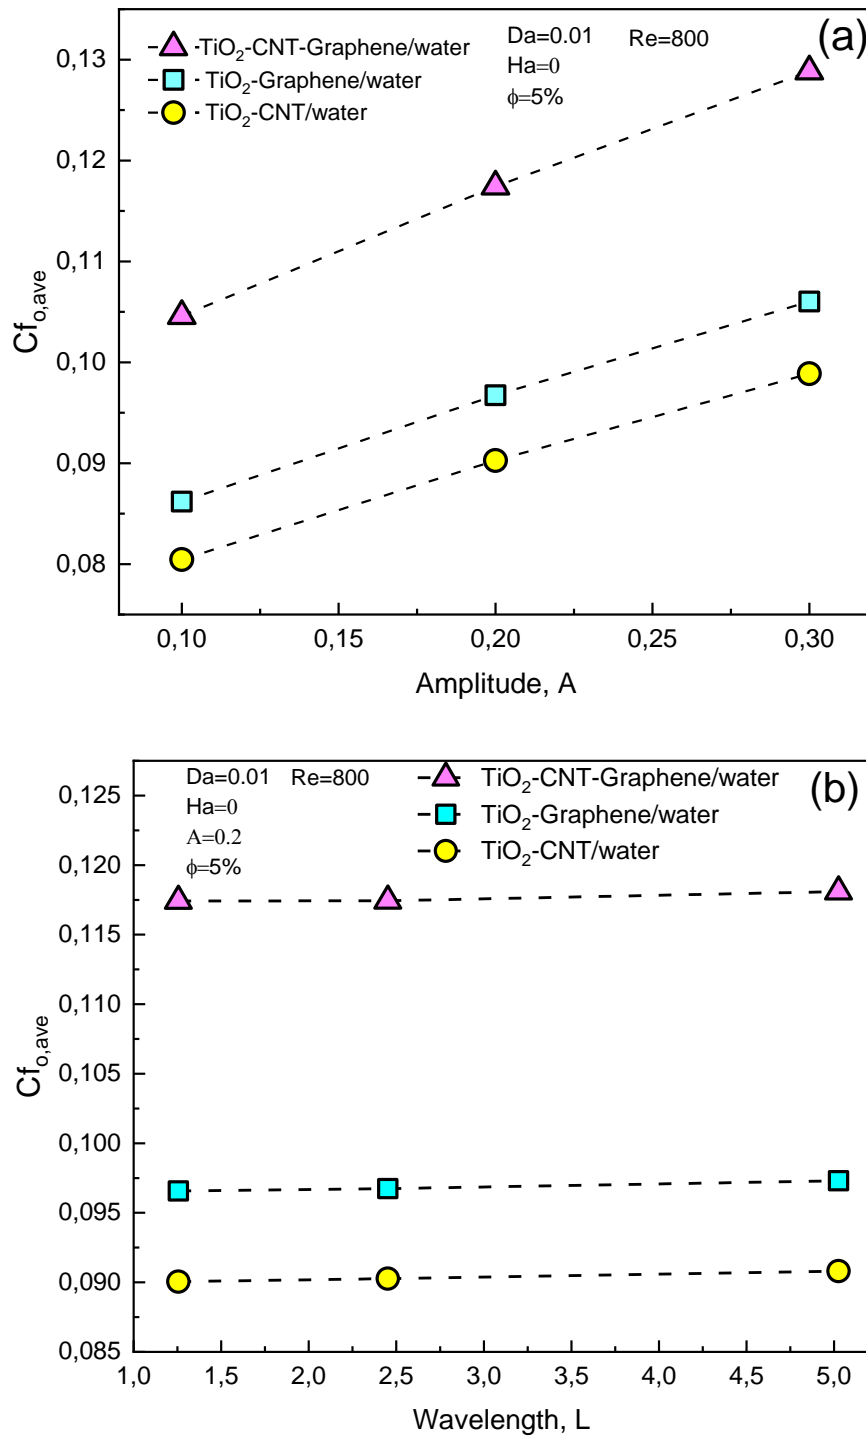 (a)
TiO₂-CNT-Graphene/water
TiO₂-Graphene/water
TiO₂-CNT/water
Da=0.01 Re=800
Ha=0
ϕ=5%
0,13
0,12
0,11
0,10
0,09
0,08
Cf₀,ave
0,10 0,15 0,20 0,25 0,30
Amplitude, A
(b)
Da=0.01 Re=800
Ha=0
A=0.2
ϕ=5%
TiO₂-CNT-Graphene/water
TiO₂-Graphene/water
TiO₂-CNT/water
0,125
0,120
0,115
0,110
0,105
0,100
0,095
0,090
0,085
Cf₀,ave
1,0 1,5 2,0 2,5 3,0 3,5 4,0 4,5 5,0
Wavelength, L